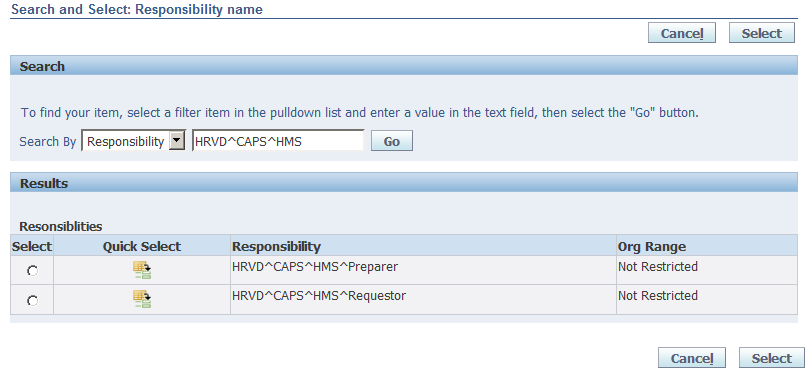 Search and Select: Responsibility name
Cancel Select
Search
To find your item, select a filter item in the pulldown list and enter a value in the text field, then select the "Go" button.
Search By Responsibility HRVD^CAPS^HMS Go
Results
Resonsiblities
Select Quick Select Responsibility Org Range
HRVD^CAPS^HMS^Preparer Not Restricted
HRVD^CAPS^HMS^Requestor Not Restricted
Cancel Select